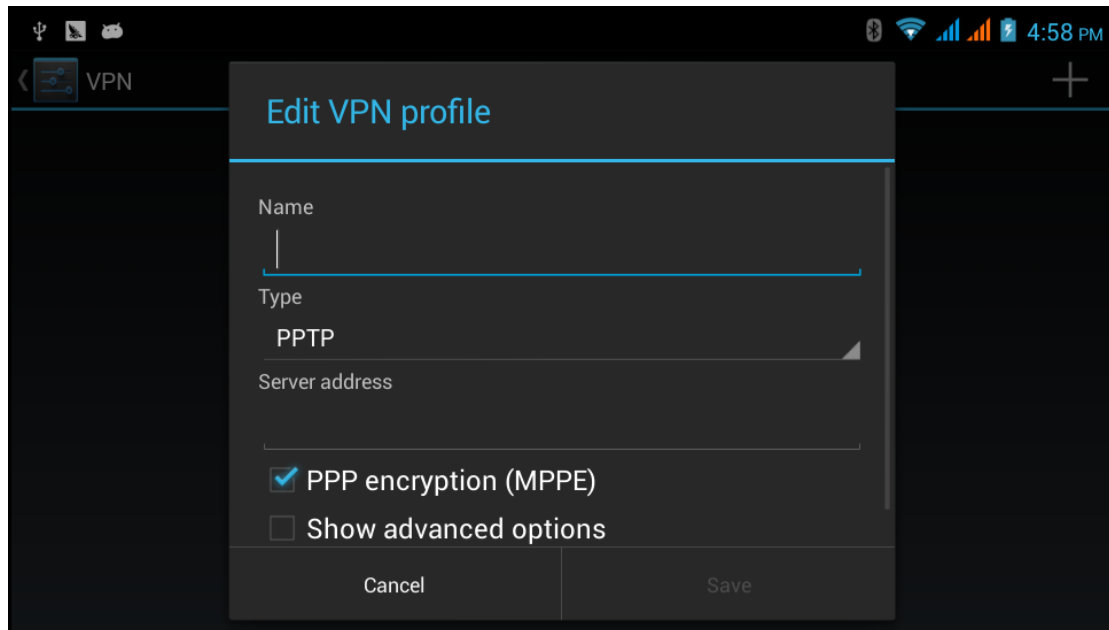 4:58 PM
VPN
Edit VPN profile
Name
Type
PPTP
Server address
PPP encryption (MPPE)
Show advanced options
Cancel
Save